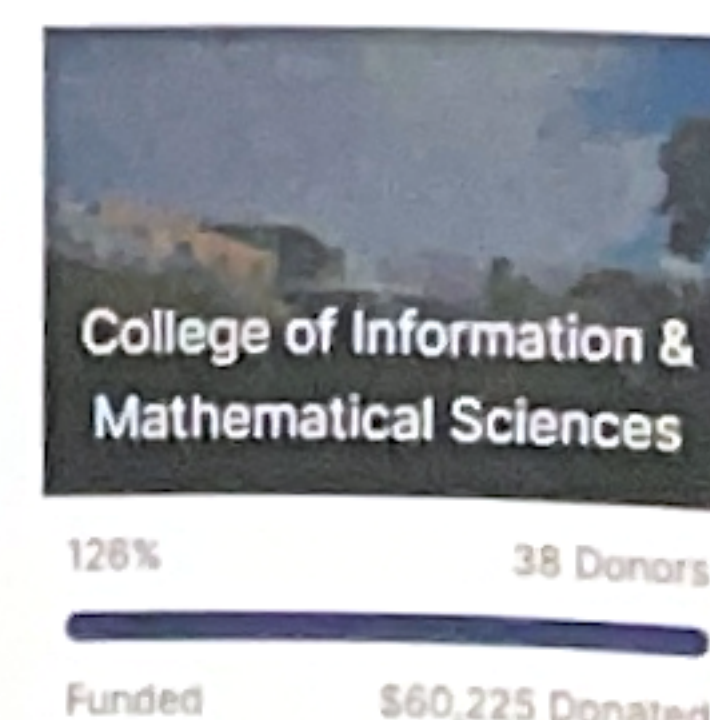 College of Information &
Mathematical Sciences
126% 38 Donors
Funded $60,225 Donated